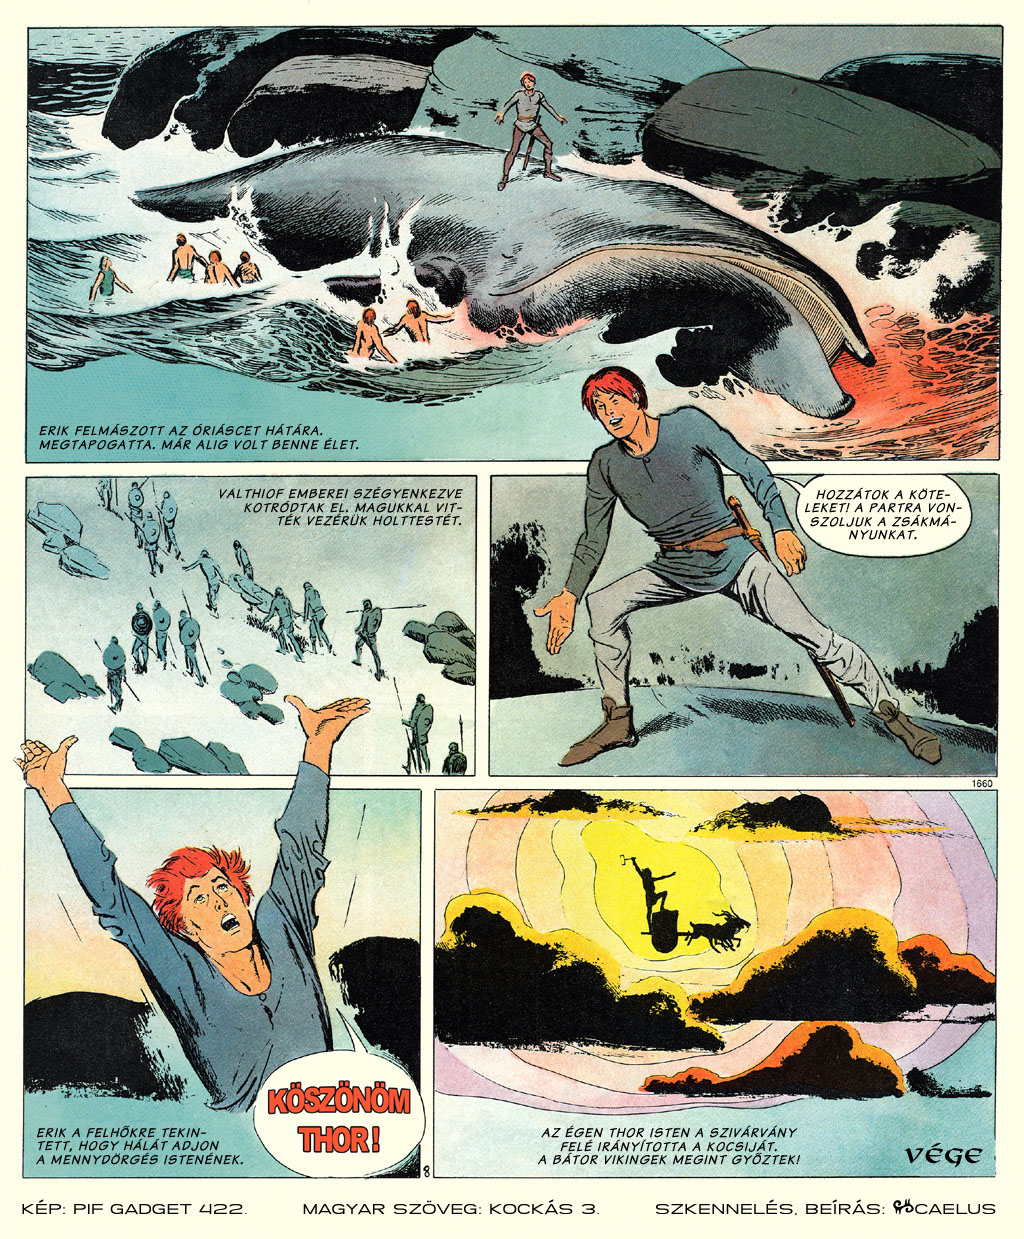 ERIK FELMÁSZOTT AZ ÓRIÁSCET HÁTÁRA.
MEGTAPOGATTA. MÁR ALIG VOLT BENNE ÉLET.
VALTHIOF EMBEREI SZÉGYENKEZVE
KOTRÓDTAK EL. MAGUKKAL VIT-
TÉK VEZÉRÜK HOLTTESTÉT.
HOZZÁTOK A KÖTE-
LEKET! A PARTRA VON-
SZOLJUK A ZSÁKMÁ-
NYUNKAT.
1660
KÖSZÖNÖM
THOR!
ERIK A FELHŐKRE TEKIN-
TETT, HOGY HÁLÁT ADJON
A MENNYDÖRGÉS ISTENÉNEK.
8
AZ ÉGEN THOR ISTEN A SZIVÁRVÁNY
FELÉ IRÁNYÍTOTTA A KOCSIJÁT.
A BÁTOR VIKINGEK MEGINT GYŐZTEK!
VÉGE
KÉP: PIF GADGET 422. MAGYAR SZÖVEG: KOCKÁS 3. SZKENNELÉS, BEÍRÁS: CAELUS